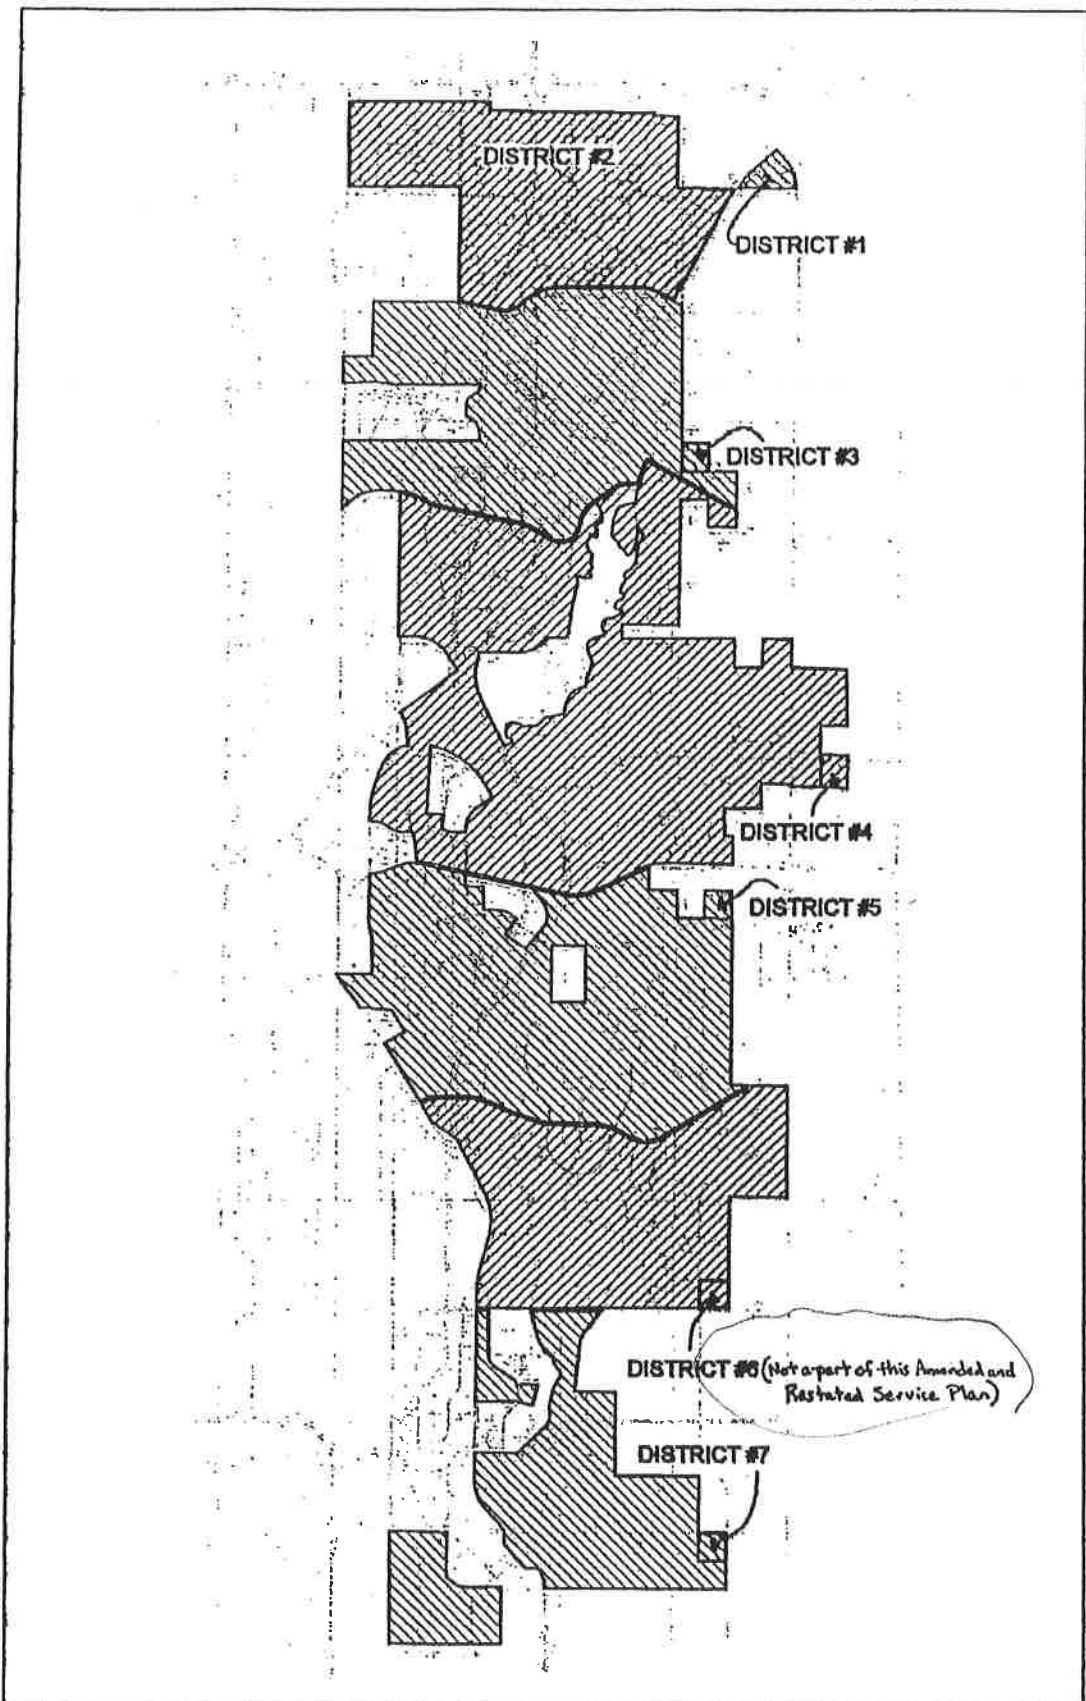 DISTRICT #2
DISTRICT #1
DISTRICT #3
DISTRICT #4
DISTRICT #5
DISTRICT #6 (Not a part of this Amended and
Restated Service Plan)
DISTRICT #7